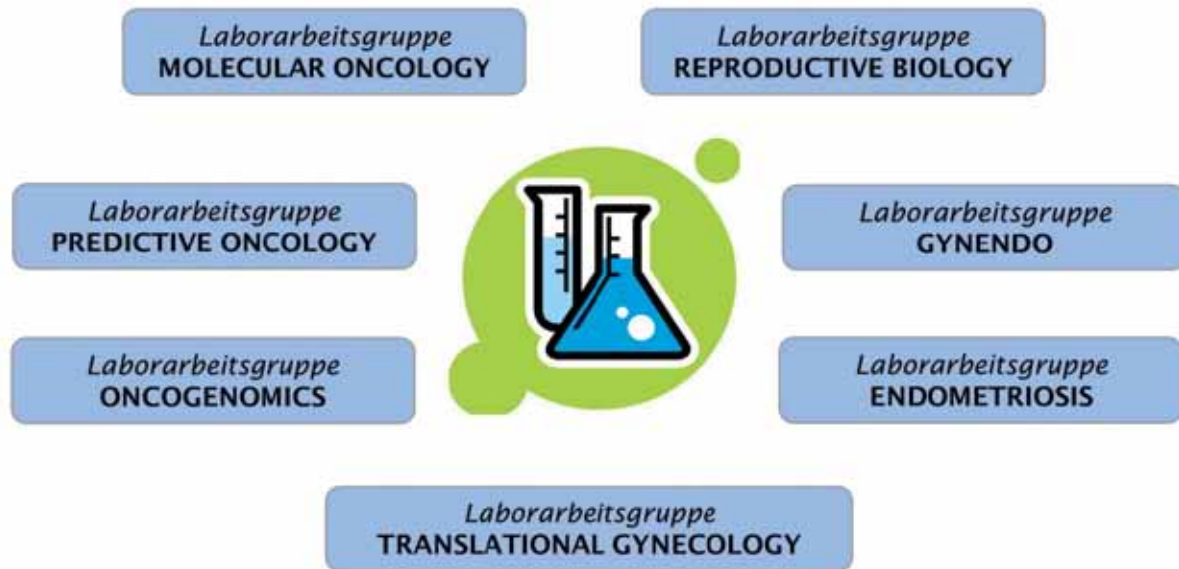 Laborarbeitsgruppe
MOLECULAR ONCOLOGY
Laborarbeitsgruppe
REPRODUCTIVE BIOLOGY
Laborarbeitsgruppe
PREDICTIVE ONCOLOGY
Laborarbeitsgruppe
GYNENDO
Laborarbeitsgruppe
ONCOGENOMICS
Laborarbeitsgruppe
ENDOMETRIOSIS
Laborarbeitsgruppe
TRANSLATIONAL GYNECOLOGY